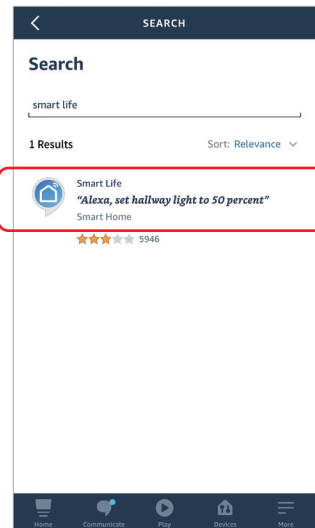 SEARCH
Search
smart life
1 Results Sort: Relevance
Smart Life
“Alexa, set hallway light to 50 percent”
Smart Home
5946
Home Communicate Play Devices More